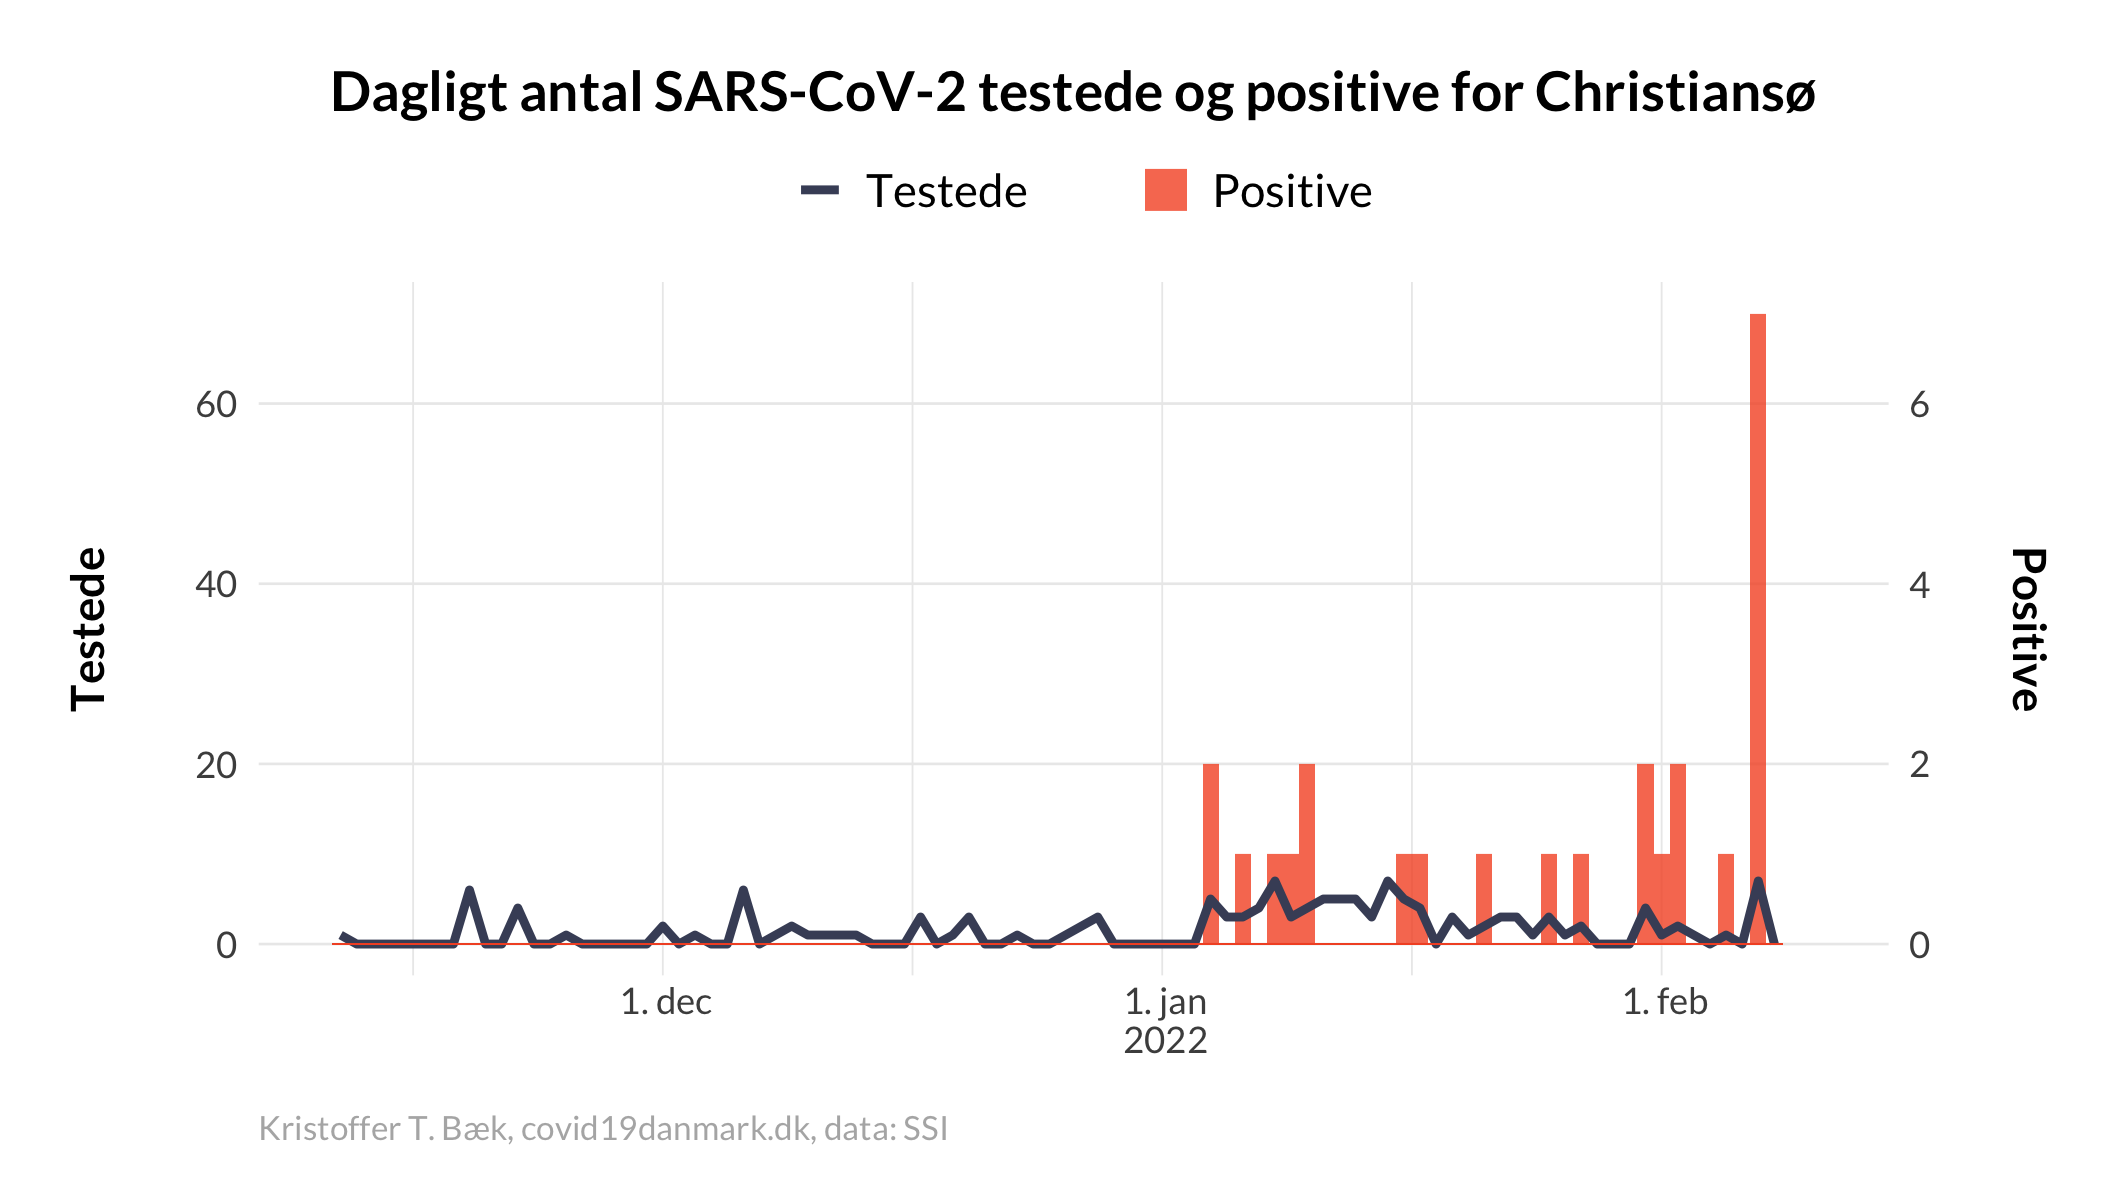 Dagligt antal SARS-CoV-2 testede og positive for Christiansø
Testede
Positive
60
40
20
0
Testede
6
4
2
0
Positive
1. dec
1. jan
2022
1. feb
Kristoffer T. Bæk, covid19danmark.dk, data: SSI